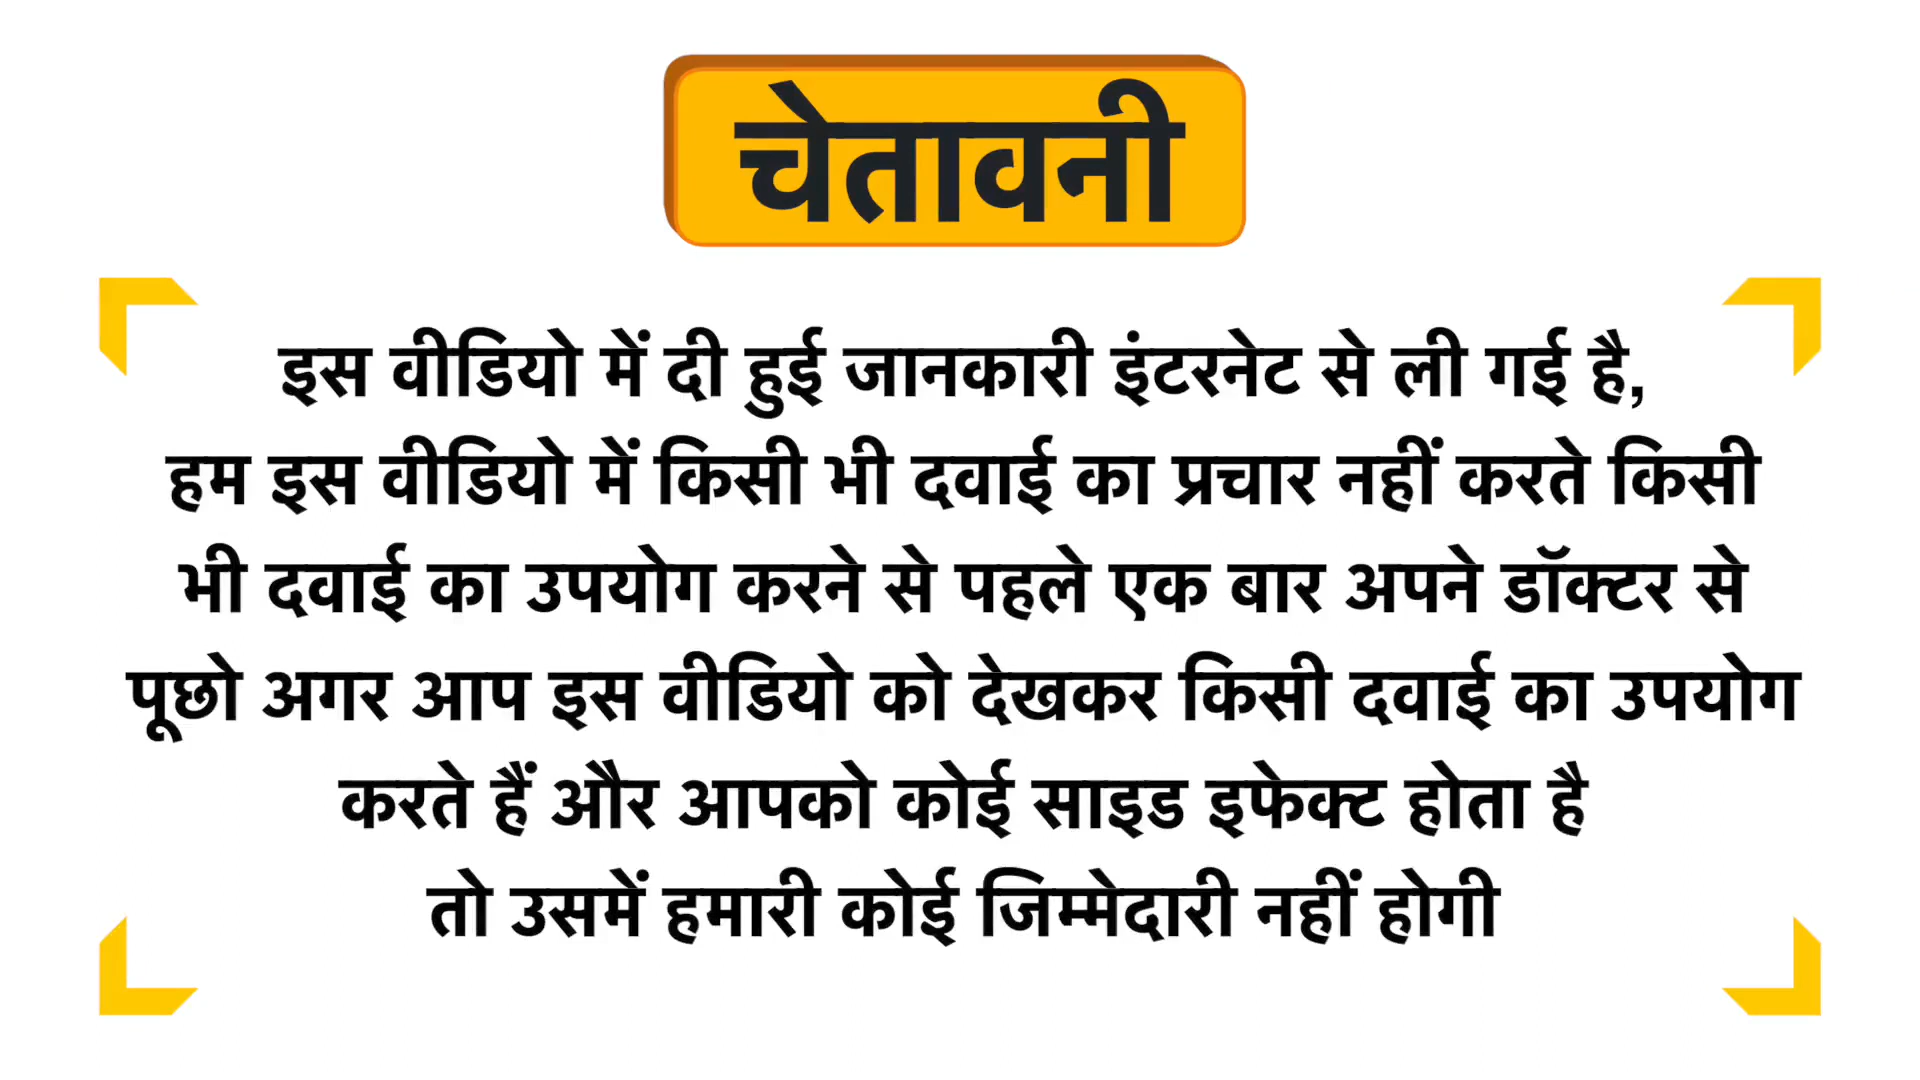 चेतावनी
इस वीडियो में दी हुई जानकारी इंटरनेट से ली गई है,
हम इस वीडियो में किसी भी दवाई का प्रचार नहीं करते किसी
भी दवाई का उपयोग करने से पहले एक बार अपने डॉक्टर से
पूछो अगर आप इस वीडियो को देखकर किसी दवाई का उपयोग
करते हैं और आपको कोई साइड इफेक्ट होता है
तो उसमें हमारी कोई जिम्मेदारी नहीं होगी